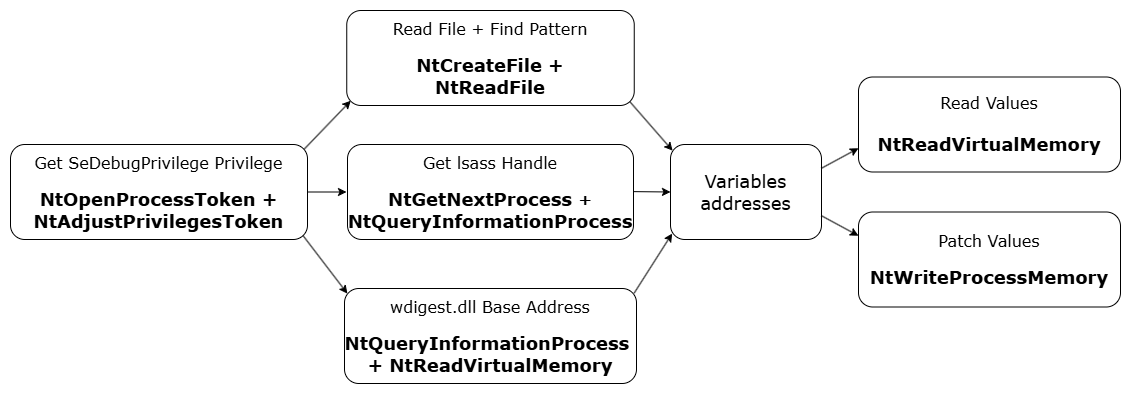 Read File + Find Pattern
NtCreateFile +
NtReadFile
Get SeDebugPrivilege Privilege
NtOpenProcessToken +
NtAdjustPrivilegesToken
Get lsass Handle
NtGetNextProcess +
NtQueryInformationProcess
wdigest.dll Base Address
NtQueryInformationProcess
+ NtReadVirtualMemory
Variables
addresses
Read Values
NtReadVirtualMemory
Patch Values
NtWriteProcessMemory